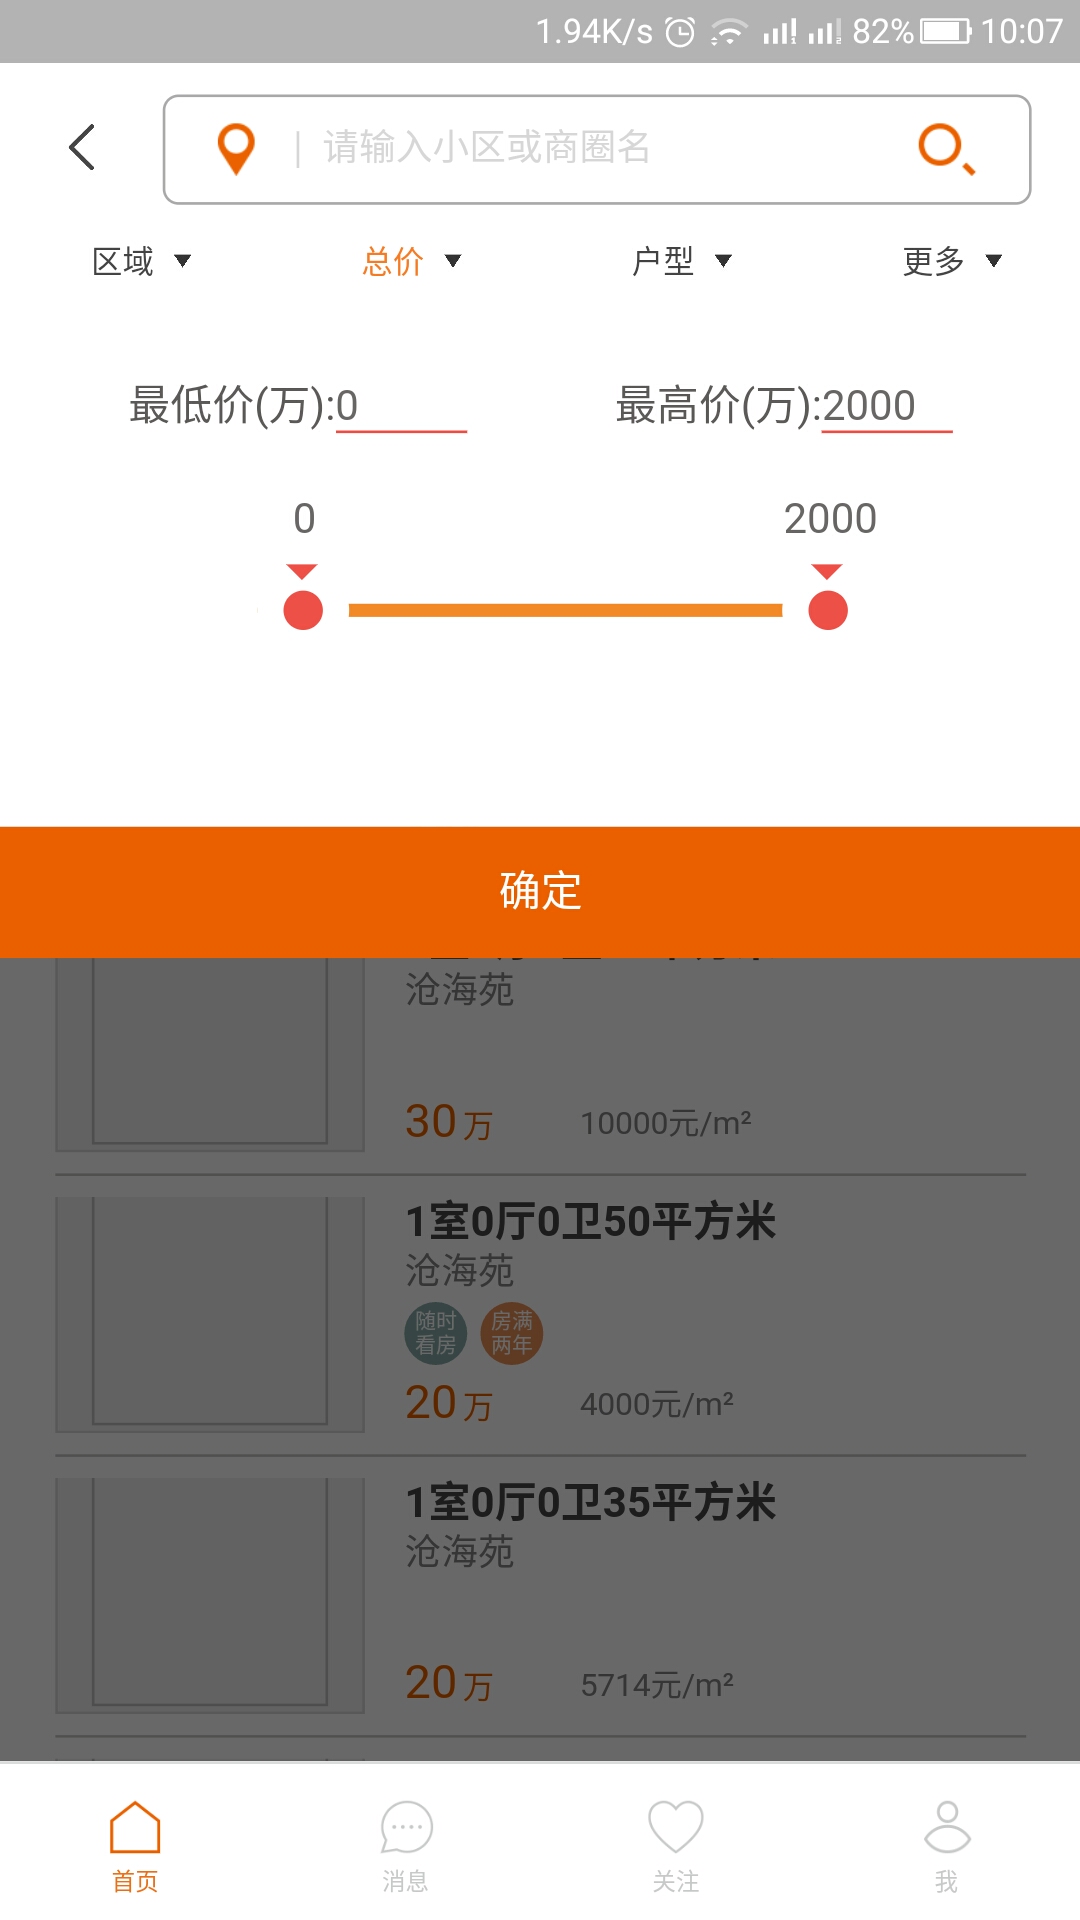 1.94K/s 82% 10:07
请输入小区或商圈名
区域 总价 户型 更多
最低价(万):0 最高价(万):2000
0 2000
确定
沧海苑
30万 10000元/m²
1室0厅0卫50平方米
沧海苑
随时看房 房满两年
20万 4000元/m²
1室0厅0卫35平方米
沧海苑
20万 5714元/m²
首页 消息 关注 我